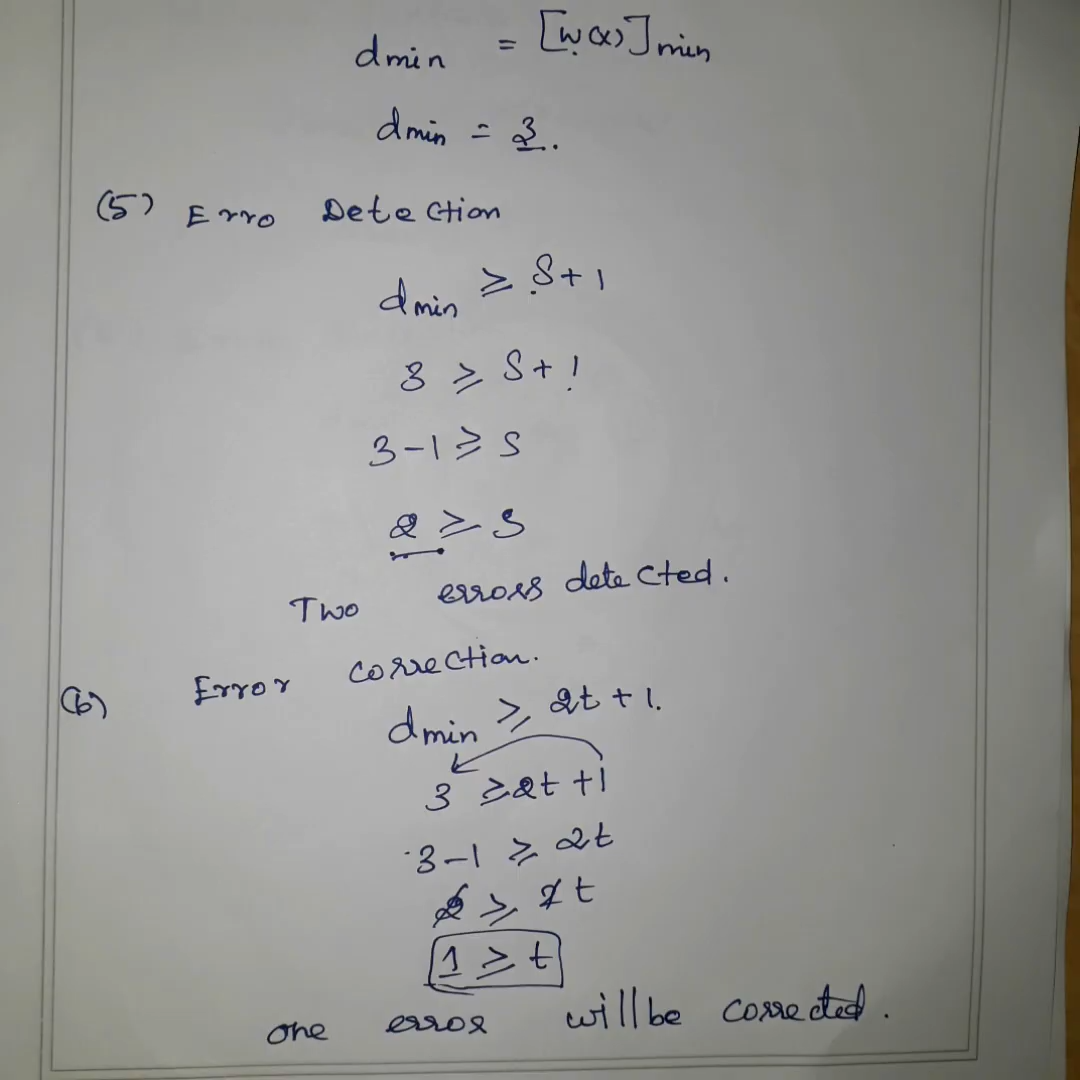 dmin = [w(x)]min
dmin = 3.
(5) Erro Detection
dmin ≥ S+1
3 ≥ S+1
3-1 ≥ S
2 ≥ S
Two errors detected.
(6) Error correction.
dmin ≥ 2t+1.
3 ≥ 2t+1
3-1 ≥ 2t
2 ≥ 2t
1 ≥ t
one error will be corrected.